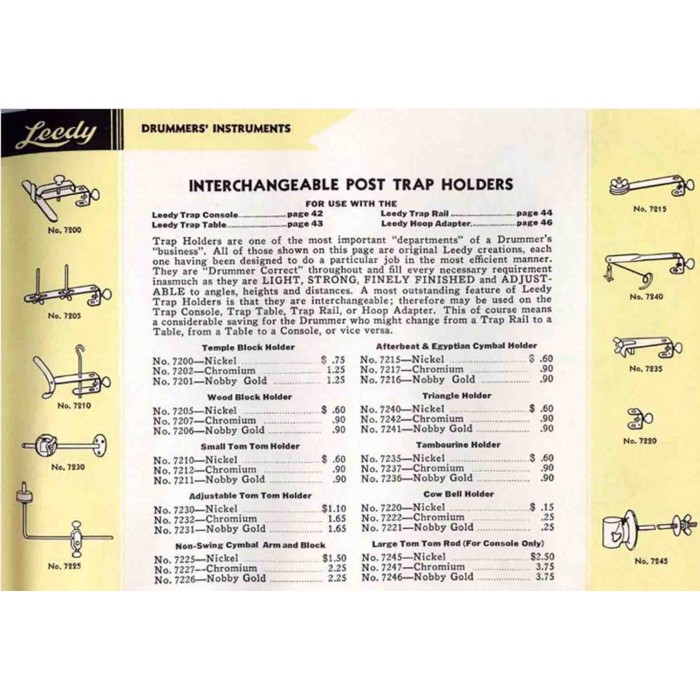 Leedy
DRUMMERS' INSTRUMENTS
INTERCHANGEABLE POST TRAP HOLDERS
FOR USE WITH THE
Leedy Trap Console page 42 Leedy Trap Rail page 44
Leedy Trap Table page 43 Leedy Hoop Adapter page 46
Trap Holders are one of the most important "departments" of a Drummer's
"business". All of those shown on this page are original Leedy creations, each
one having been designed to do a particular job in the most efficient manner.
They are "Drummer Correct" throughout and fill every necessary requirement
inasmuch as they are LIGHT, STRONG, FINELY FINISHED and ADJUST-
ABLE to angles, heights and distances. A most outstanding feature of Leedy
Trap Holders is that they are interchangeable; therefore may be used on the
Trap Console, Trap Table, Trap Rail, or Hoop Adapter. This of course means
a considerable saving for the Drummer who might change from a Trap Rail to a
Table, from a Table to a Console, or vice versa.
Temple Block Holder
No. 7200—Nickel $ .75
No. 7202—Chromium 1.25
No. 7201—Nobby Gold 1.25
Wood Block Holder
No. 7205—Nickel $ .60
No. 7207—Chromium .90
No. 7206—Nobby Gold .90
Small Tom Tom Holder
No. 7210—Nickel $ .60
No. 7212—Chromium .90
No. 7211—Nobby Gold .90
Adjustable Tom Tom Holder
No. 7230—Nickel $1.10
No. 7232—Chromium 1.65
No. 7231—Nobby Gold 1.65
Non-Swing Cymbal Arm and Block
No. 7225—Nickel $1.50
No. 7227—Chromium 2.25
No. 7226—Nobby Gold 2.25
Afterbeat & Egyptian Cymbal Holder
No. 7215—Nickel $ .60
No. 7217—Chromium .90
No. 7216—Nobby Gold .90
Triangle Holder
No. 7240—Nickel $ .60
No. 7242—Chromium .90
No. 7241—Nobby Gold .90
Tambourine Holder
No. 7235—Nickel $ .60
No. 7237—Chromium .90
No. 7236—Nobby Gold .90
Cow Bell Holder
No. 7220—Nickel $ .15
No. 7222—Chromium .25
No. 7221—Nobby Gold .25
Large Tom Tom Rod (For Console Only)
No. 7245—Nickel $2.50
No. 7247—Chromium 3.75
No. 7246—Nobby Gold 3.75
No. 7200
No. 7205
No. 7210
No. 7230
No. 7225
No. 7215
No. 7240
No. 7235
No. 7220
No. 7245